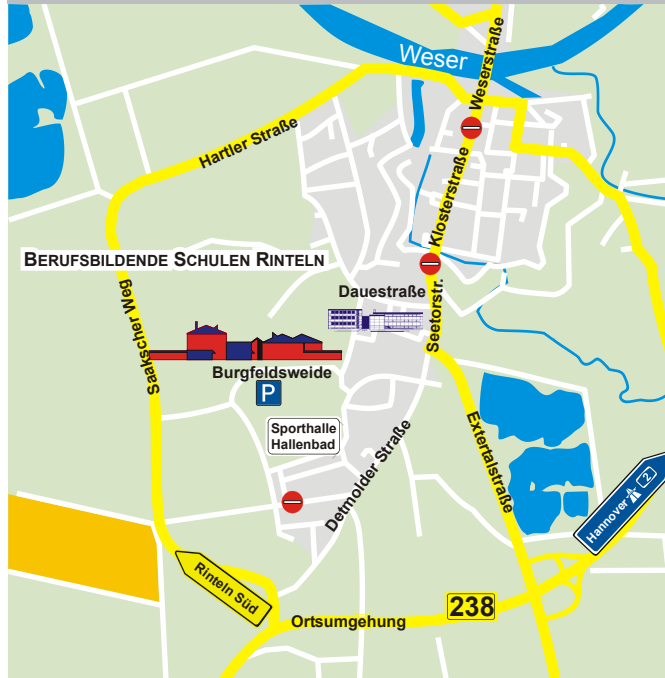 Weser
Weserstraße
Hartler Straße
Klosterstraße
BERUFSBILDENDE SCHULEN RINTELN
Dauestraße
Seetorstr.
Saakscher Weg
Burgfeldsweide
P
Sporthalle
Hallenbad
Detmolder Straße
Extertalstraße
Hannover 2
Rinteln Süd
238
Ortsumgehung